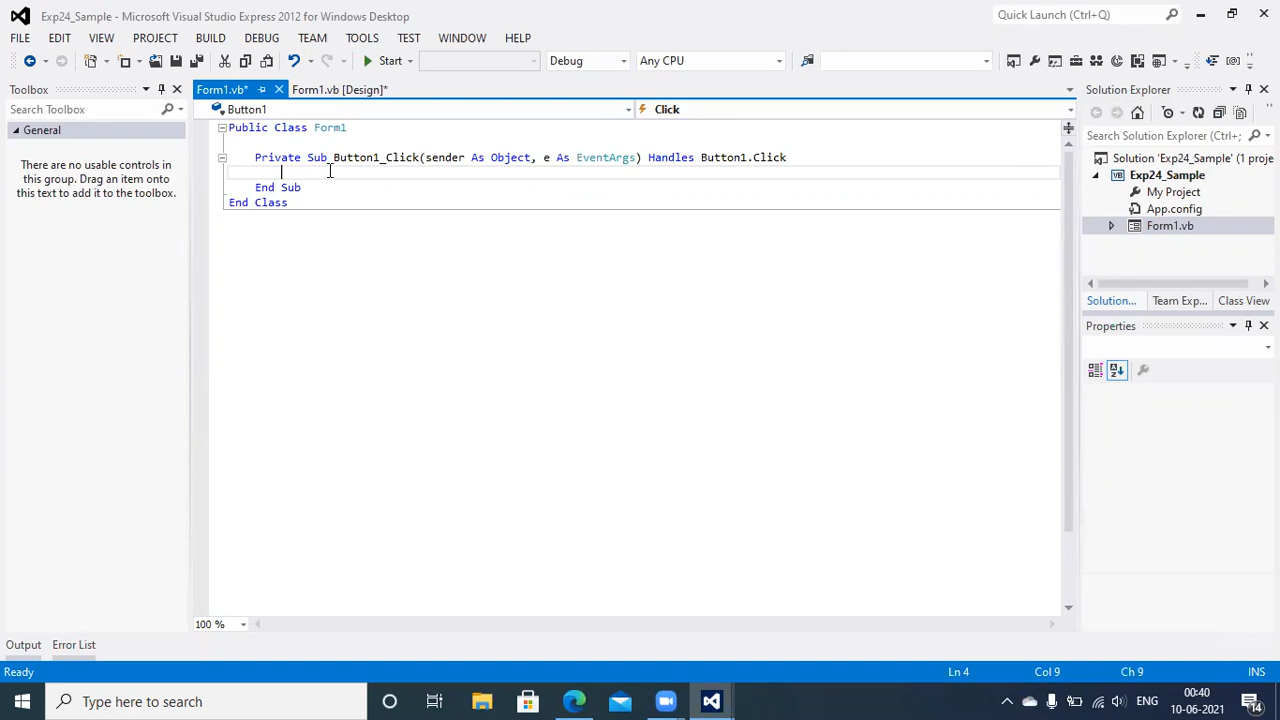 Exp24_Sample - Microsoft Visual Studio Express 2012 for Windows Desktop
Quick Launch (Ctrl+Q)
FILE EDIT VIEW PROJECT BUILD DEBUG TEAM TOOLS TEST WINDOW HELP
Start Debug Any CPU
Toolbox
Search Toolbox
General
There are no usable controls
in this group. Drag an item onto
this text to add it to the toolbox.
Form1.vb*
Form1.vb [Design]*
Button1
Click
Public Class Form1
Private Sub Button1_Click(sender As Object, e As EventArgs) Handles Button1.Click
End Sub
End Class
100 %
Solution Explorer
Search Solution Explorer (Ctrl+;)
Solution 'Exp24_Sample' (1 proje
Exp24_Sample
My Project
App.config
Form1.vb
Solution... Team Exp... Class View
Properties
Output Error List
Ready
Ln 4 Col 9 Ch 9 INS
Type here to search
ENG
00:40
10-06-2021
14